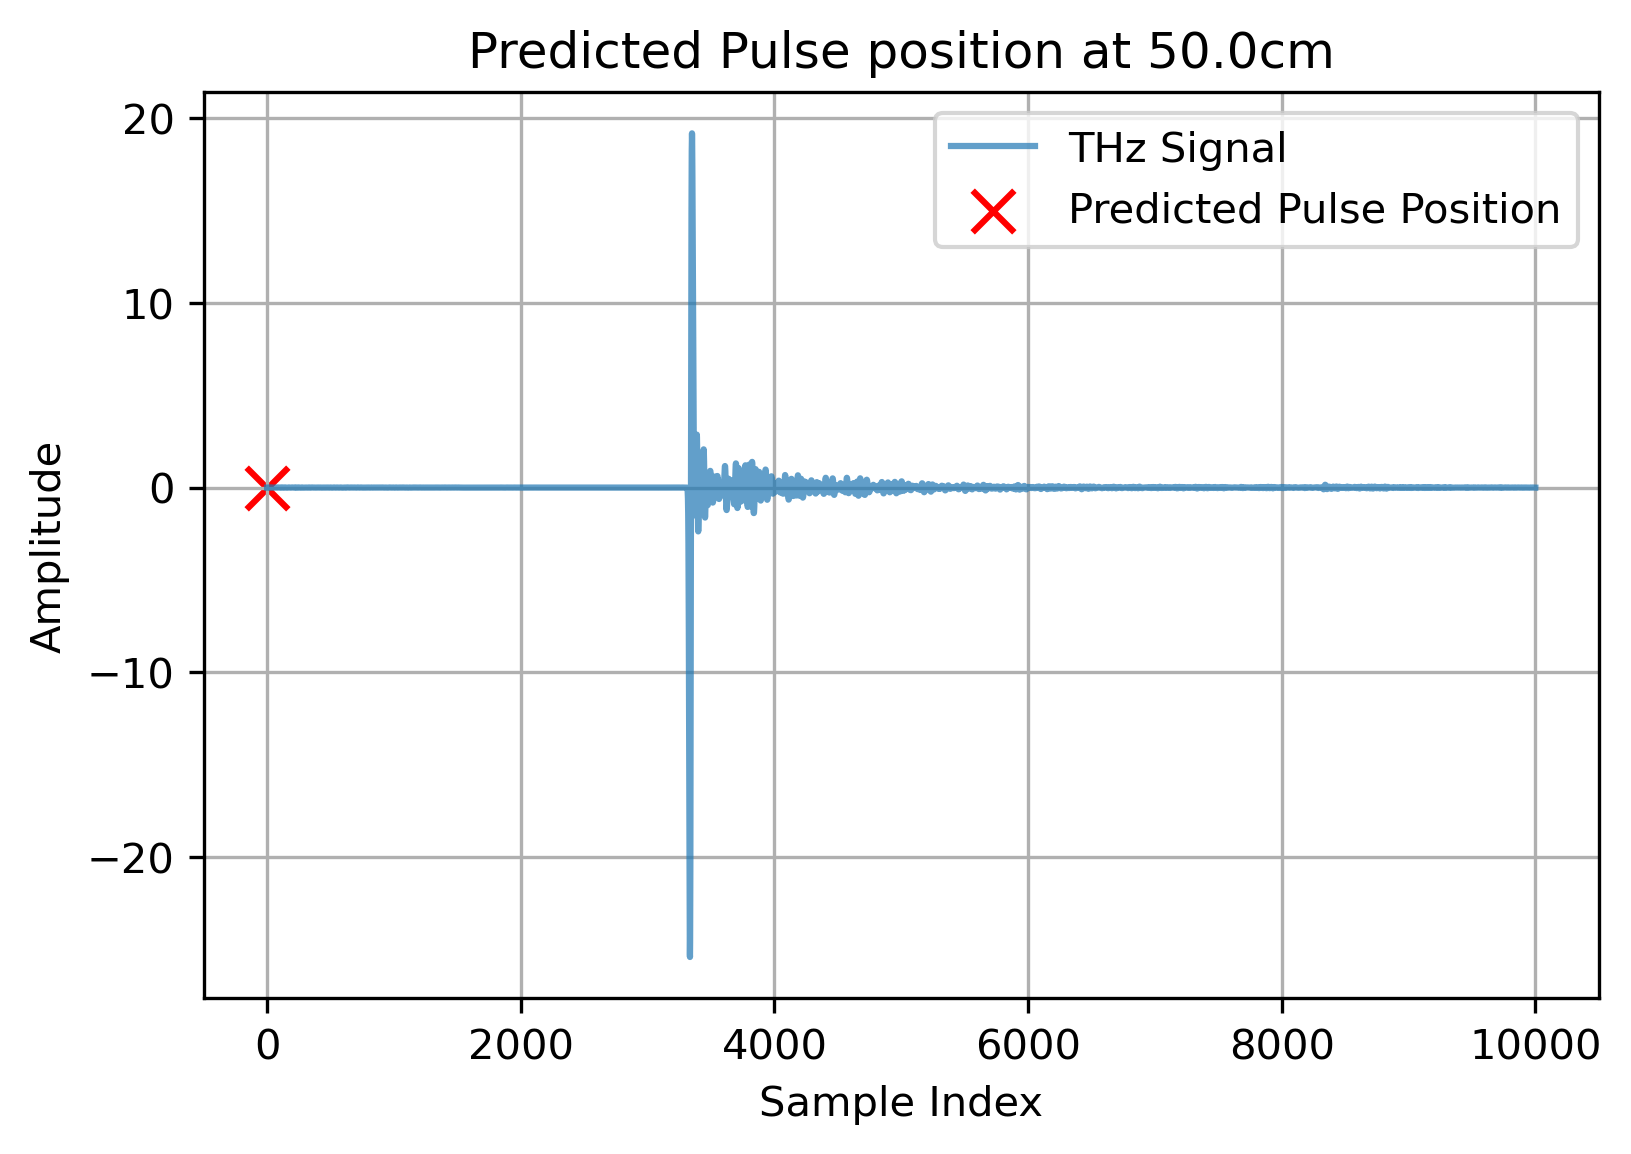 Predicted Pulse position at 50.0cm
THz Signal
Predicted Pulse Position
20
10
0
−10
−20
Amplitude
0 2000 4000 6000 8000 10000
Sample Index